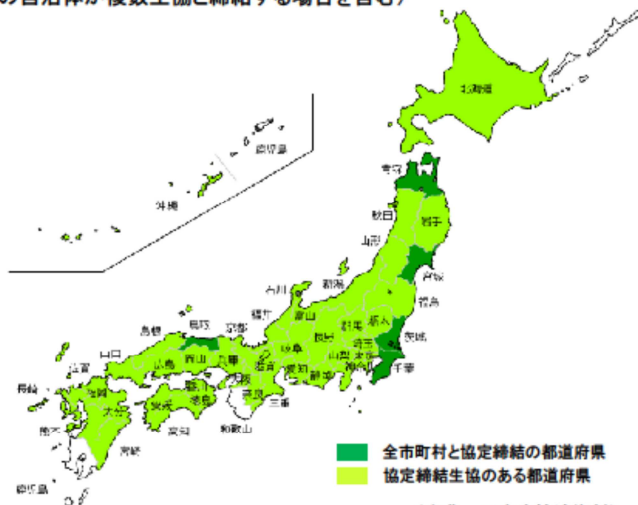 の自治体が複数生協と締結する場合を含む）
北海道
鹿児島
青森
沖縄
秋田
岩手
山形
宮城
石川
新潟
福島
福井
富山
島根
鳥取
京都
群馬
栃木
長野
茨城
岐阜
埼玉
山口
岡山
兵庫
広島
滋賀
愛知
山梨
東京
佐賀
静岡
神奈川
千葉
大阪
香川
長崎
福岡
奈良
愛媛
徳島
三重
大分
熊本
高知
和歌山
宮崎
全市町村と協定締結の都道府県
協定締結生協のある都道府県
鹿児島